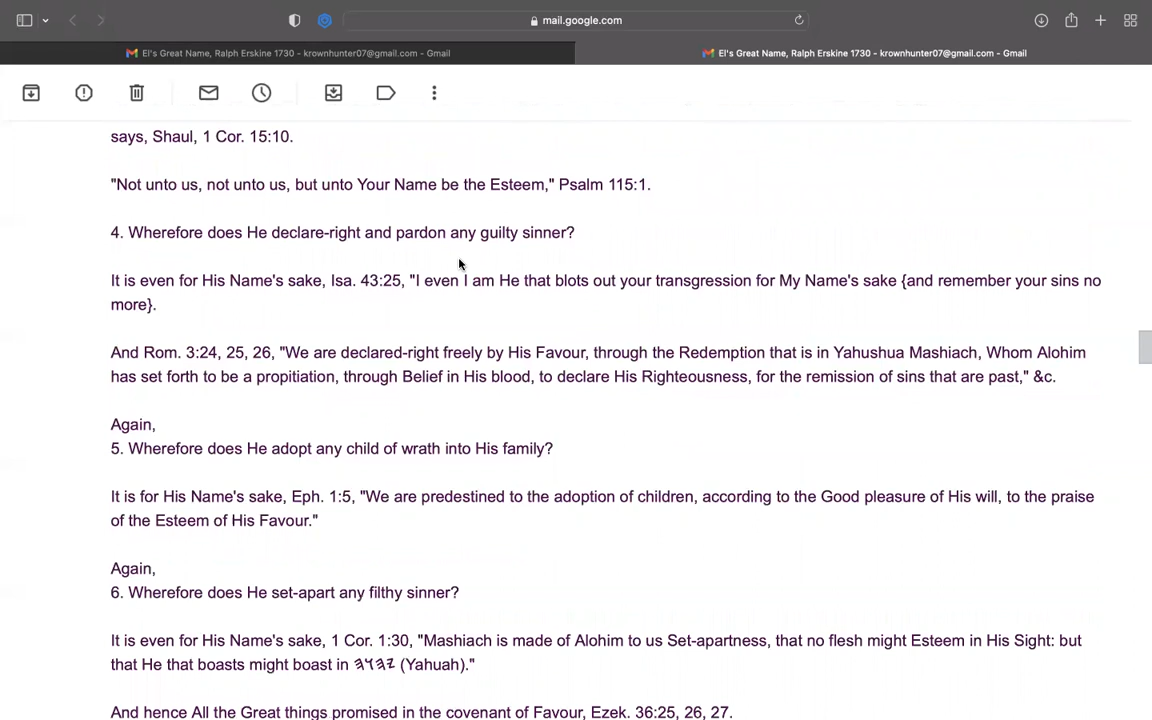 mail.google.com
El's Great Name, Ralph Erskine 1730 - krownhunter07@gmail.com - Gmail
El's Great Name, Ralph Erskine 1730 - krownhunter07@gmail.com - Gmail
says, Shaul, 1 Cor. 15:10.
"Not unto us, not unto us, but unto Your Name be the Esteem," Psalm 115:1.
4. Wherefore does He declare-right and pardon any guilty sinner?
It is even for His Name's sake, Isa. 43:25, "I even I am He that blots out your transgression for My Name's sake {and remember your sins no
more}.
And Rom. 3:24, 25, 26, "We are declared-right freely by His Favour, through the Redemption that is in Yahushua Mashiach, Whom Alohim
has set forth to be a propitiation, through Belief in His blood, to declare His Righteousness, for the remission of sins that are past," &c.
Again,
5. Wherefore does He adopt any child of wrath into His family?
It is for His Name's sake, Eph. 1:5, "We are predestined to the adoption of children, according to the Good pleasure of His will, to the praise
of the Esteem of His Favour."
Again,
6. Wherefore does He set-apart any filthy sinner?
It is even for His Name's sake, 1 Cor. 1:30, "Mashiach is made of Alohim to us Set-apartness, that no flesh might Esteem in His Sight: but
that He that boasts might boast in 𐤉𐤄𐤅𐤄 (Yahuah)."
And hence All the Great things promised in the covenant of Favour, Ezek. 36:25, 26, 27.